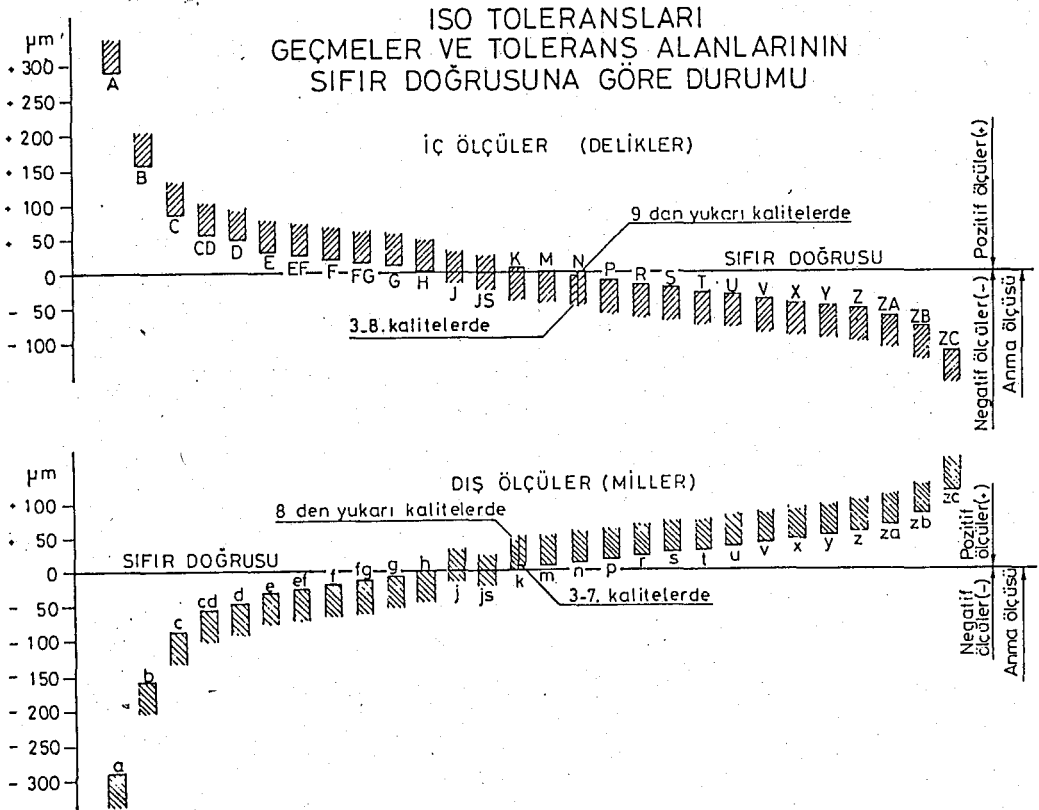 ISO TOLERANSLARI
GEÇMELER VE TOLERANS ALANLARININ
SIFIR DOĞRUSUNA GÖRE DURUMU
µm
+ 300
+ 250
+ 200
+ 150
+ 100
+ 50
0
- 50
- 100
İÇ ÖLÇÜLER (DELİKLER)
9 dan yukarı kalitelerde
SIFIR DOĞRUSU
3-8. kalitelerde
A B C CD D E EF F FG G H J JS K M N P R S T U V X Y Z ZA ZB ZC
Pozitif ölçüler(+)
Negatif ölçüler(-)
Anma ölçüsü
µm
+ 100
+ 50
0
- 50
- 100
- 150
- 200
- 250
- 300
DIŞ ÖLÇÜLER (MİLLER)
8 den yukarı kalitelerde
SIFIR DOĞRUSU
3-7. kalitelerde
a b c cd d e ef f fg g h j js k m n p r s t u v x y z za zb zc
Pozitif ölçüler(+)
Negatif ölçüler(-)
Anma ölçüsü